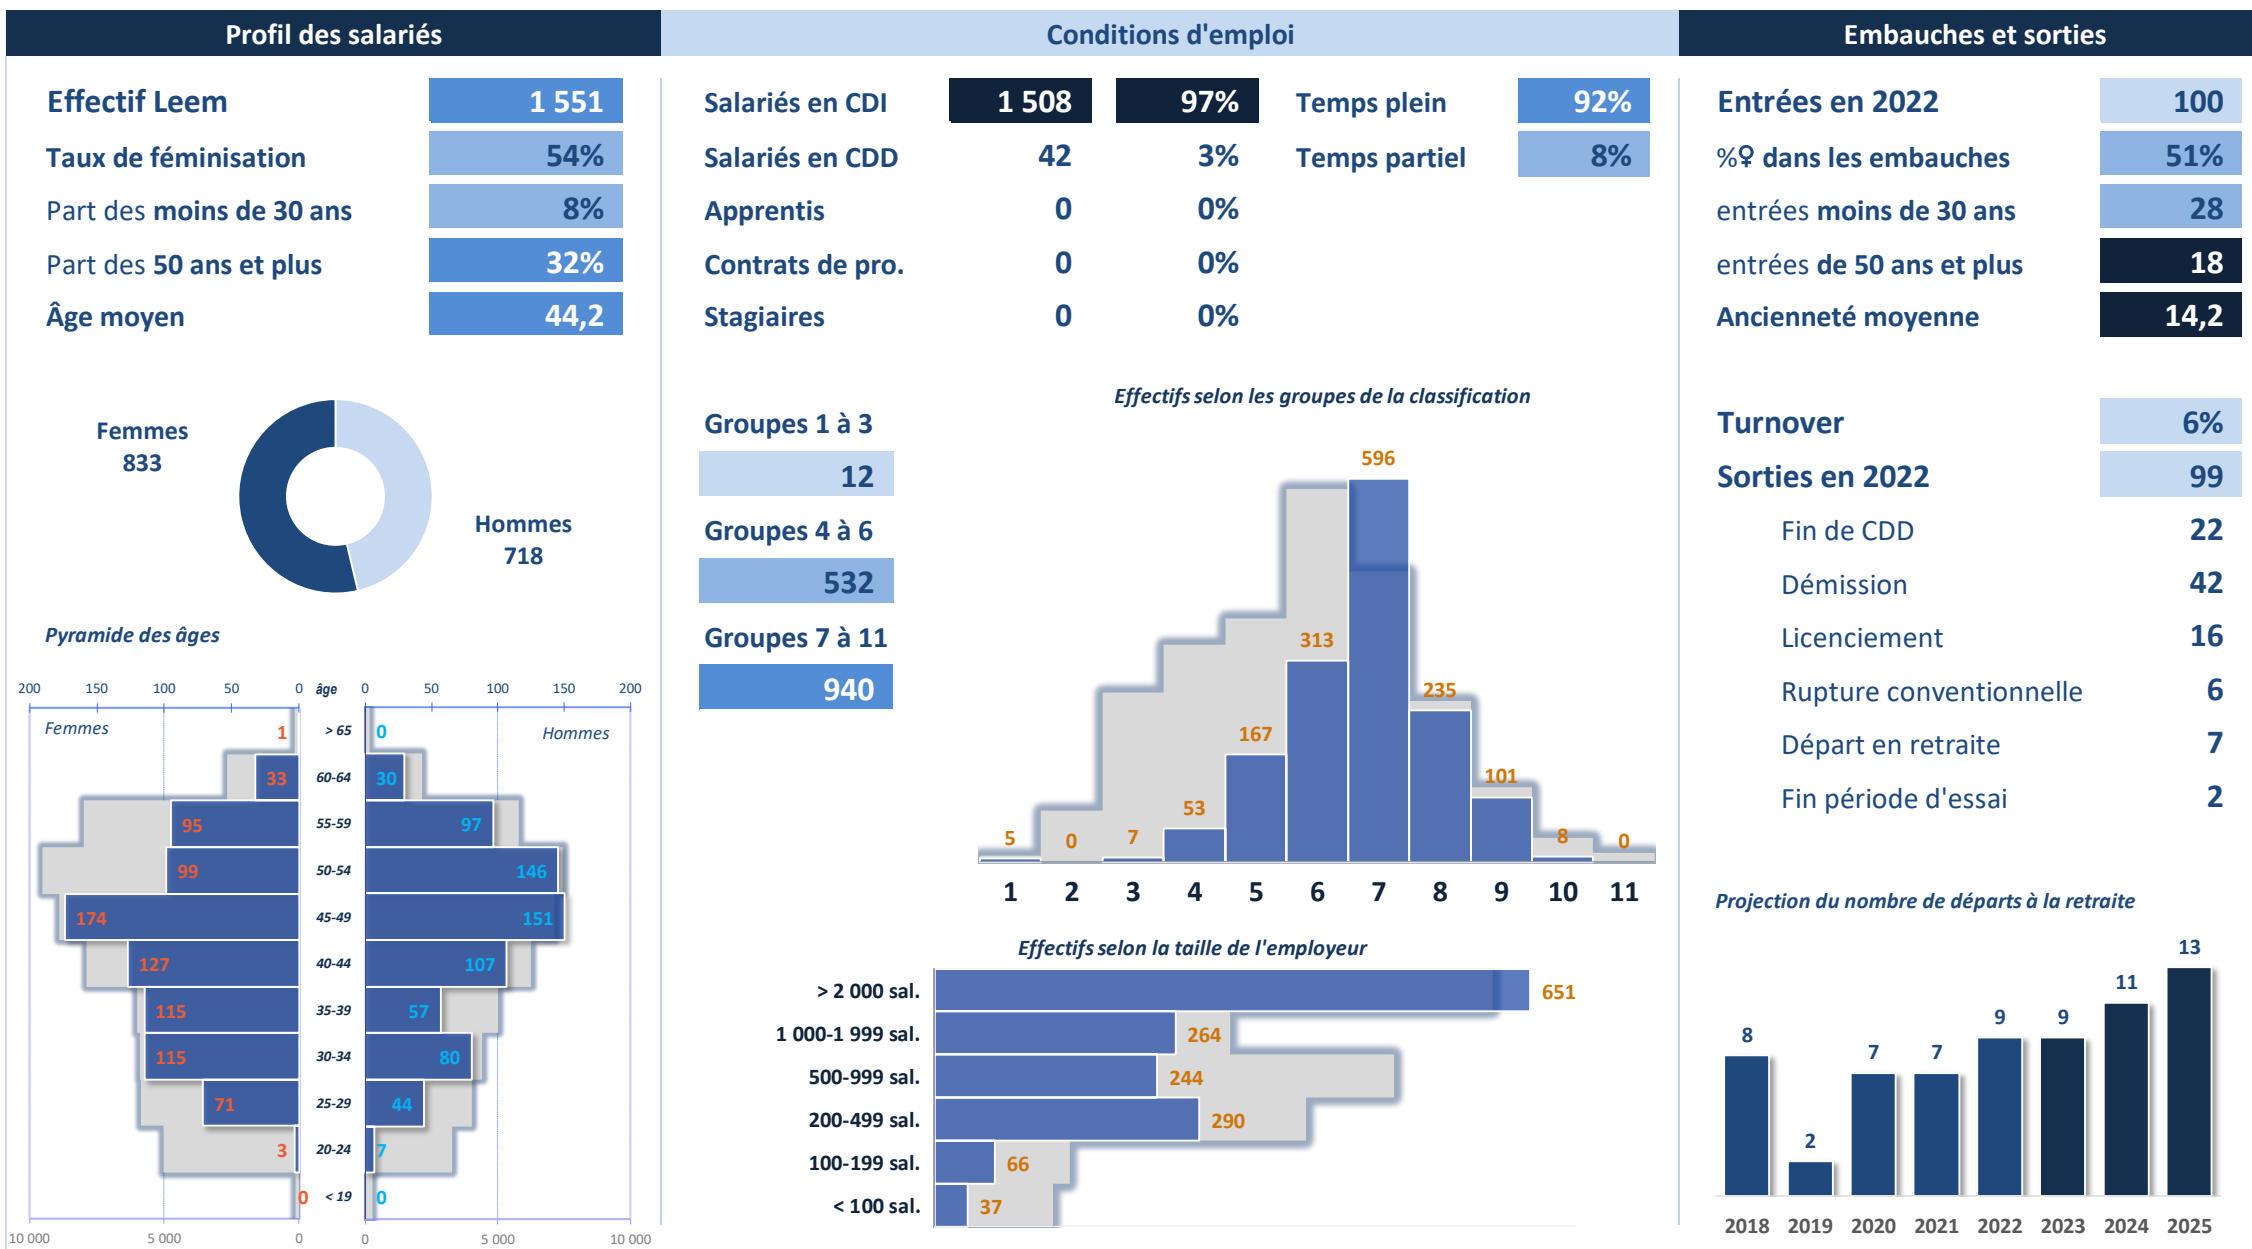 Profil des salariés
Effectif Leem 1 551
Taux de féminisation 54%
Part des moins de 30 ans 8%
Part des 50 ans et plus 32%
Âge moyen 44,2
Femmes
833
Hommes
718
Pyramide des âges
200 150 100 50 0 âge 0 50 100 150 200
Femmes Hommes
1 > 65 0
33 60-64 30
95 55-59 97
99 50-54 146
174 45-49 151
127 40-44 107
115 35-39 57
115 30-34 80
71 25-29 44
3 20-24 7
0 < 19 0
10 000 5 000 0 0 5 000 10 000
Conditions d'emploi
Salariés en CDI 1 508 97% Temps plein 92%
Salariés en CDD 42 3% Temps partiel 8%
Apprentis 0 0%
Contrats de pro. 0 0%
Stagiaires 0 0%
Groupes 1 à 3
12
Groupes 4 à 6
532
Groupes 7 à 11
940
Effectifs selon les groupes de la classification
5 0 7 53 167 313 596 235 101 8 0
1 2 3 4 5 6 7 8 9 10 11
Effectifs selon la taille de l'employeur
> 2 000 sal. 651
1 000-1 999 sal. 264
500-999 sal. 244
200-499 sal. 290
100-199 sal. 66
< 100 sal. 37
Embauches et sorties
Entrées en 2022 100
%♀ dans les embauches 51%
entrées moins de 30 ans 28
entrées de 50 ans et plus 18
Ancienneté moyenne 14,2
Turnover 6%
Sorties en 2022 99
Fin de CDD 22
Démission 42
Licenciement 16
Rupture conventionnelle 6
Départ en retraite 7
Fin période d'essai 2
Projection du nombre de départs à la retraite
8 2 7 7 9 9 11 13
2018 2019 2020 2021 2022 2023 2024 2025